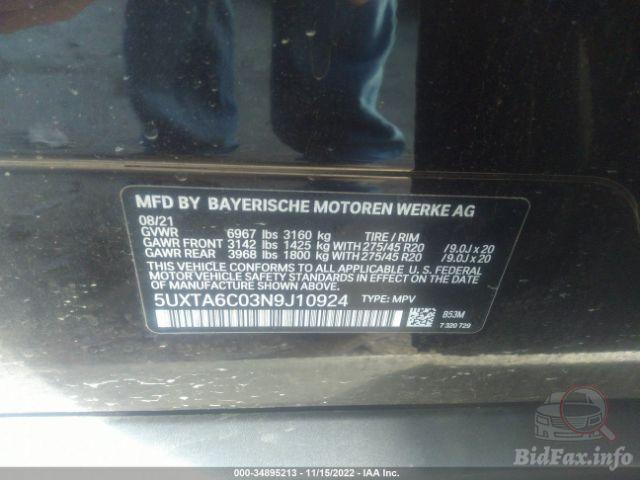 MFD BY BAYERISCHE MOTOREN WERKE AG
08/21
GVWR 6967 lbs 3160 kg TIRE / RIM
GAWR FRONT 3142 lbs 1425 kg WITH 275/45 R20 /9.0J x 20
GAWR REAR 3968 lbs 1800 kg WITH 275/45 R20 /9.0J x 20
THIS VEHICLE CONFORMS TO ALL APPLICABLE U.S. FEDERAL
MOTOR VEHICLE SAFETY STANDARDS IN EFFECT ON THE DATE
OF MANUFACTURE SHOWN ABOVE.
5UXTA6C03N9J10924 TYPE: MPV
B53M
7 320 729
BidFax.info
000-34895213 - 11/15/2022 - IAA Inc.